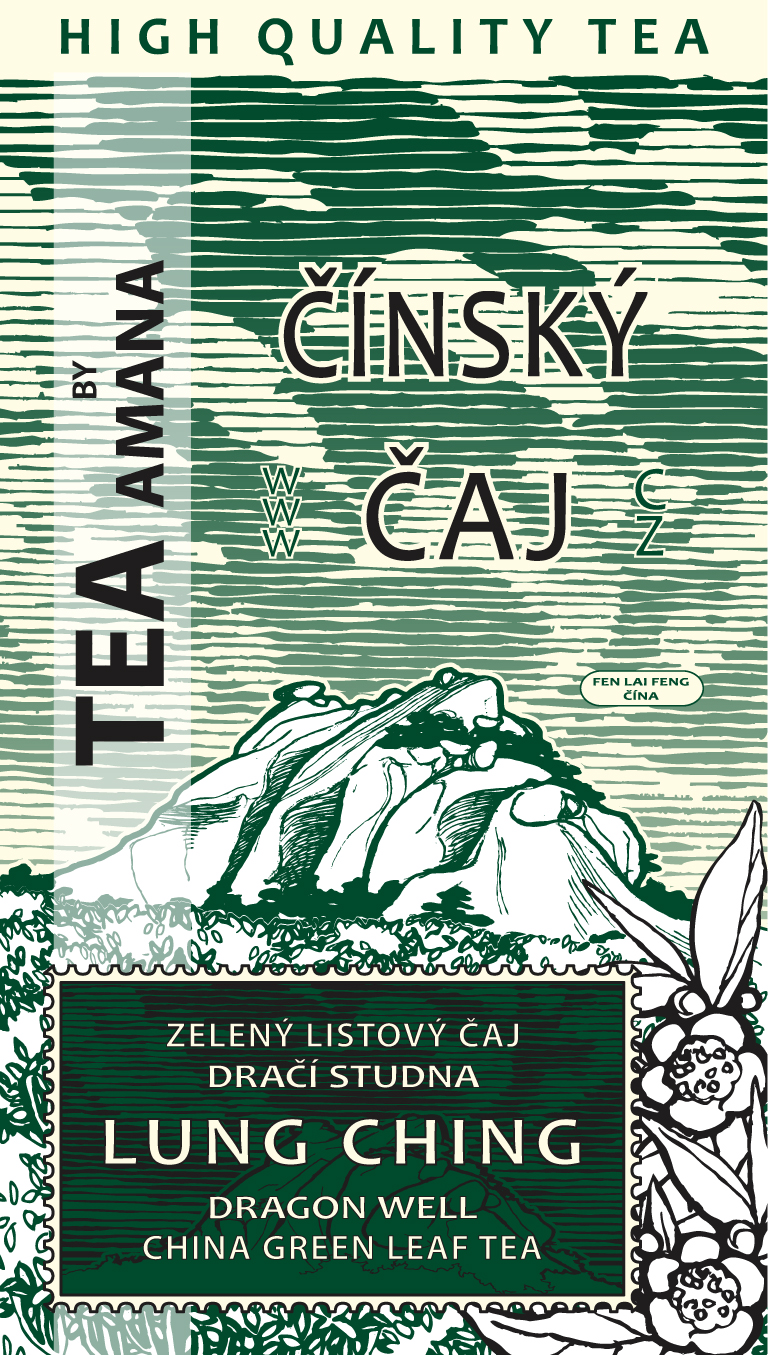 HIGH QUALITY TEA
TEA BY AMANA
ČÍNSKÝ
WWW ČAJ CZ
FEN LAI FENG
ČÍNA
ZELENÝ LISTOVÝ ČAJ
DRAČÍ STUDNA
LUNG CHING
DRAGON WELL
CHINA GREEN LEAF TEA